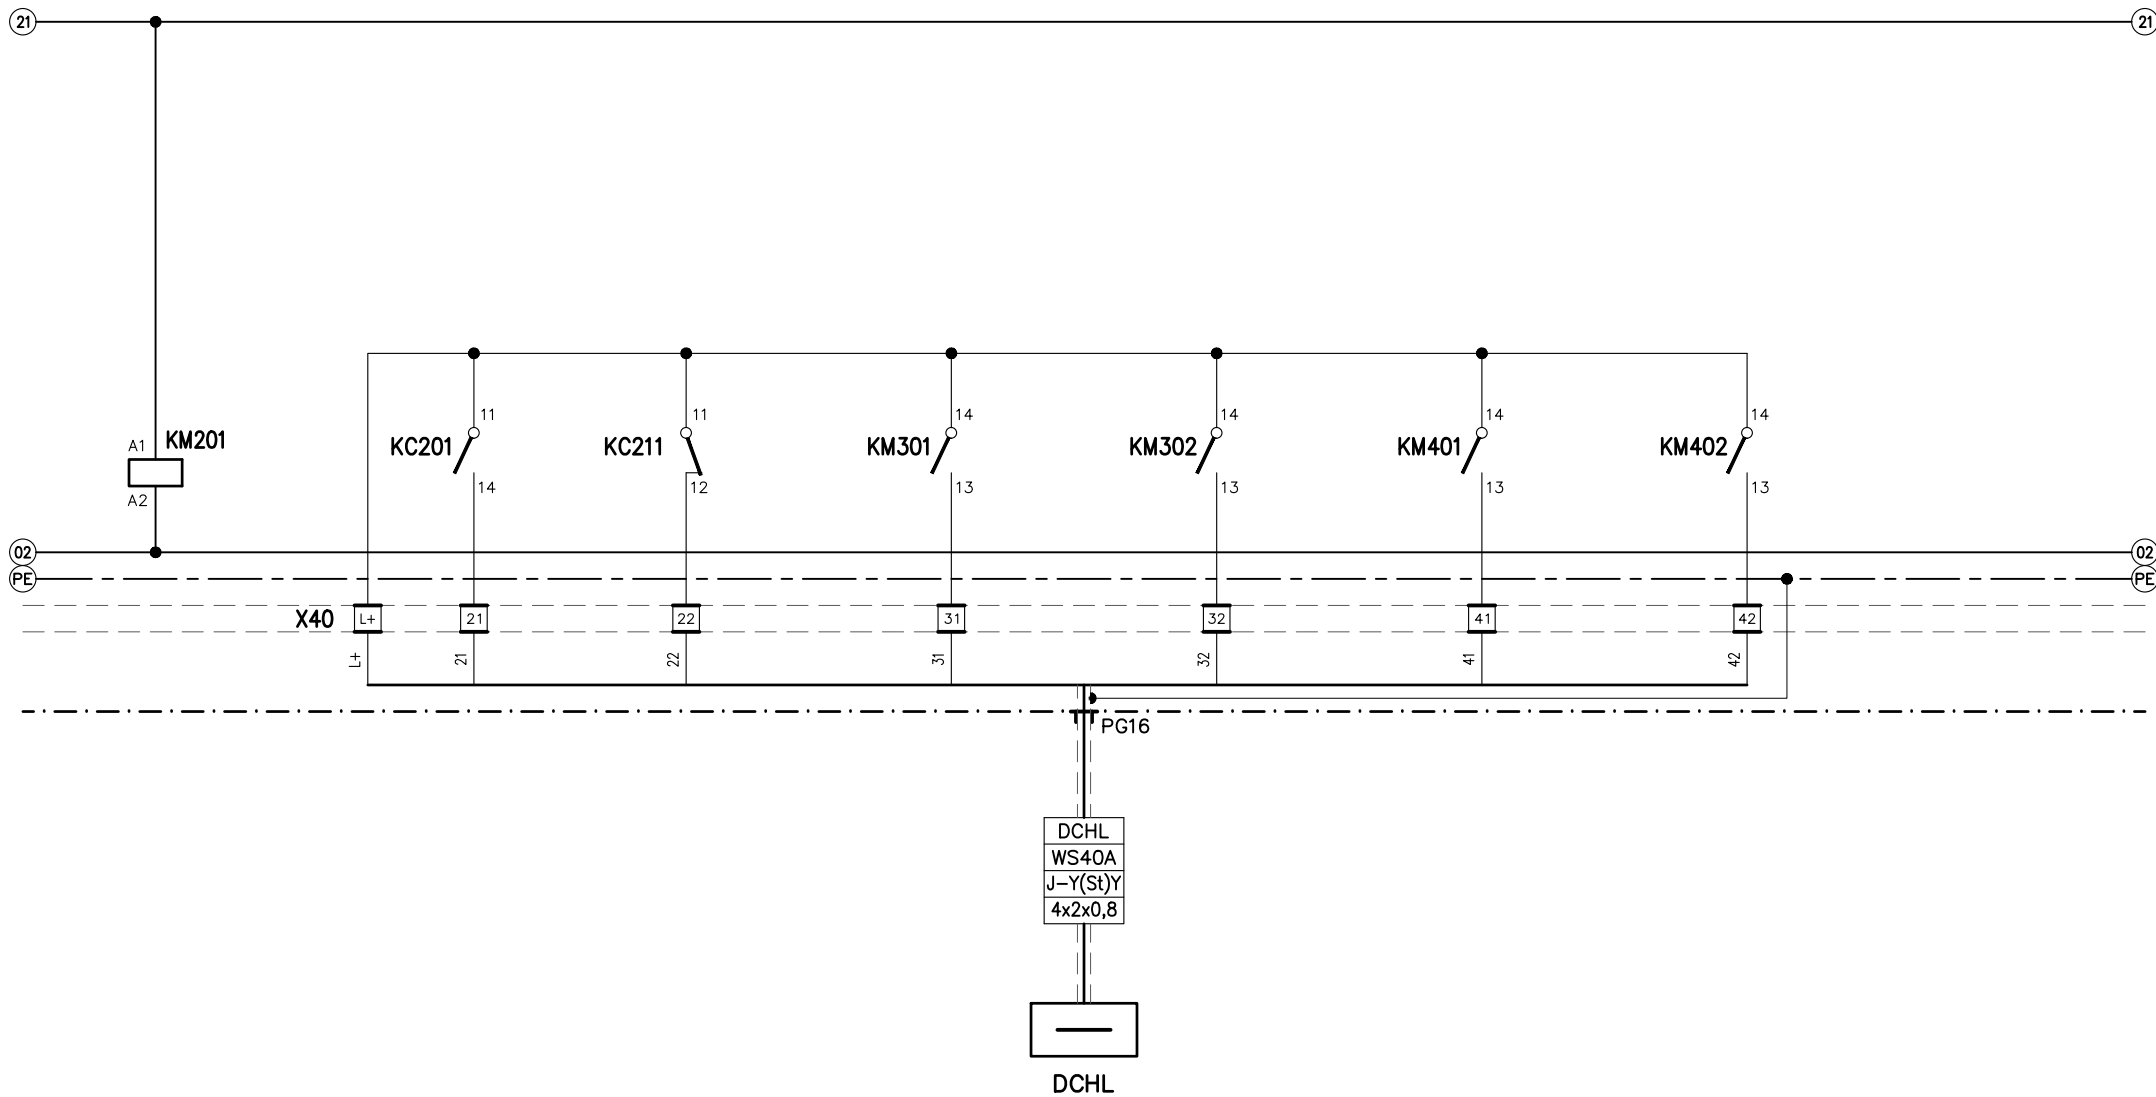 21 21
11 11 14 14 14 14
A1 KM201 KC201 KC211 KM301 KM302 KM401 KM402
A2 14 12 13 13 13 13
02 02
PE PE
X40 L+ 21 22 31 32 41 42
L+ 21 22 31 32 41 42
PG16
DCHL
WS40A
J-Y(St)Y
4x2x0,8
DCHL